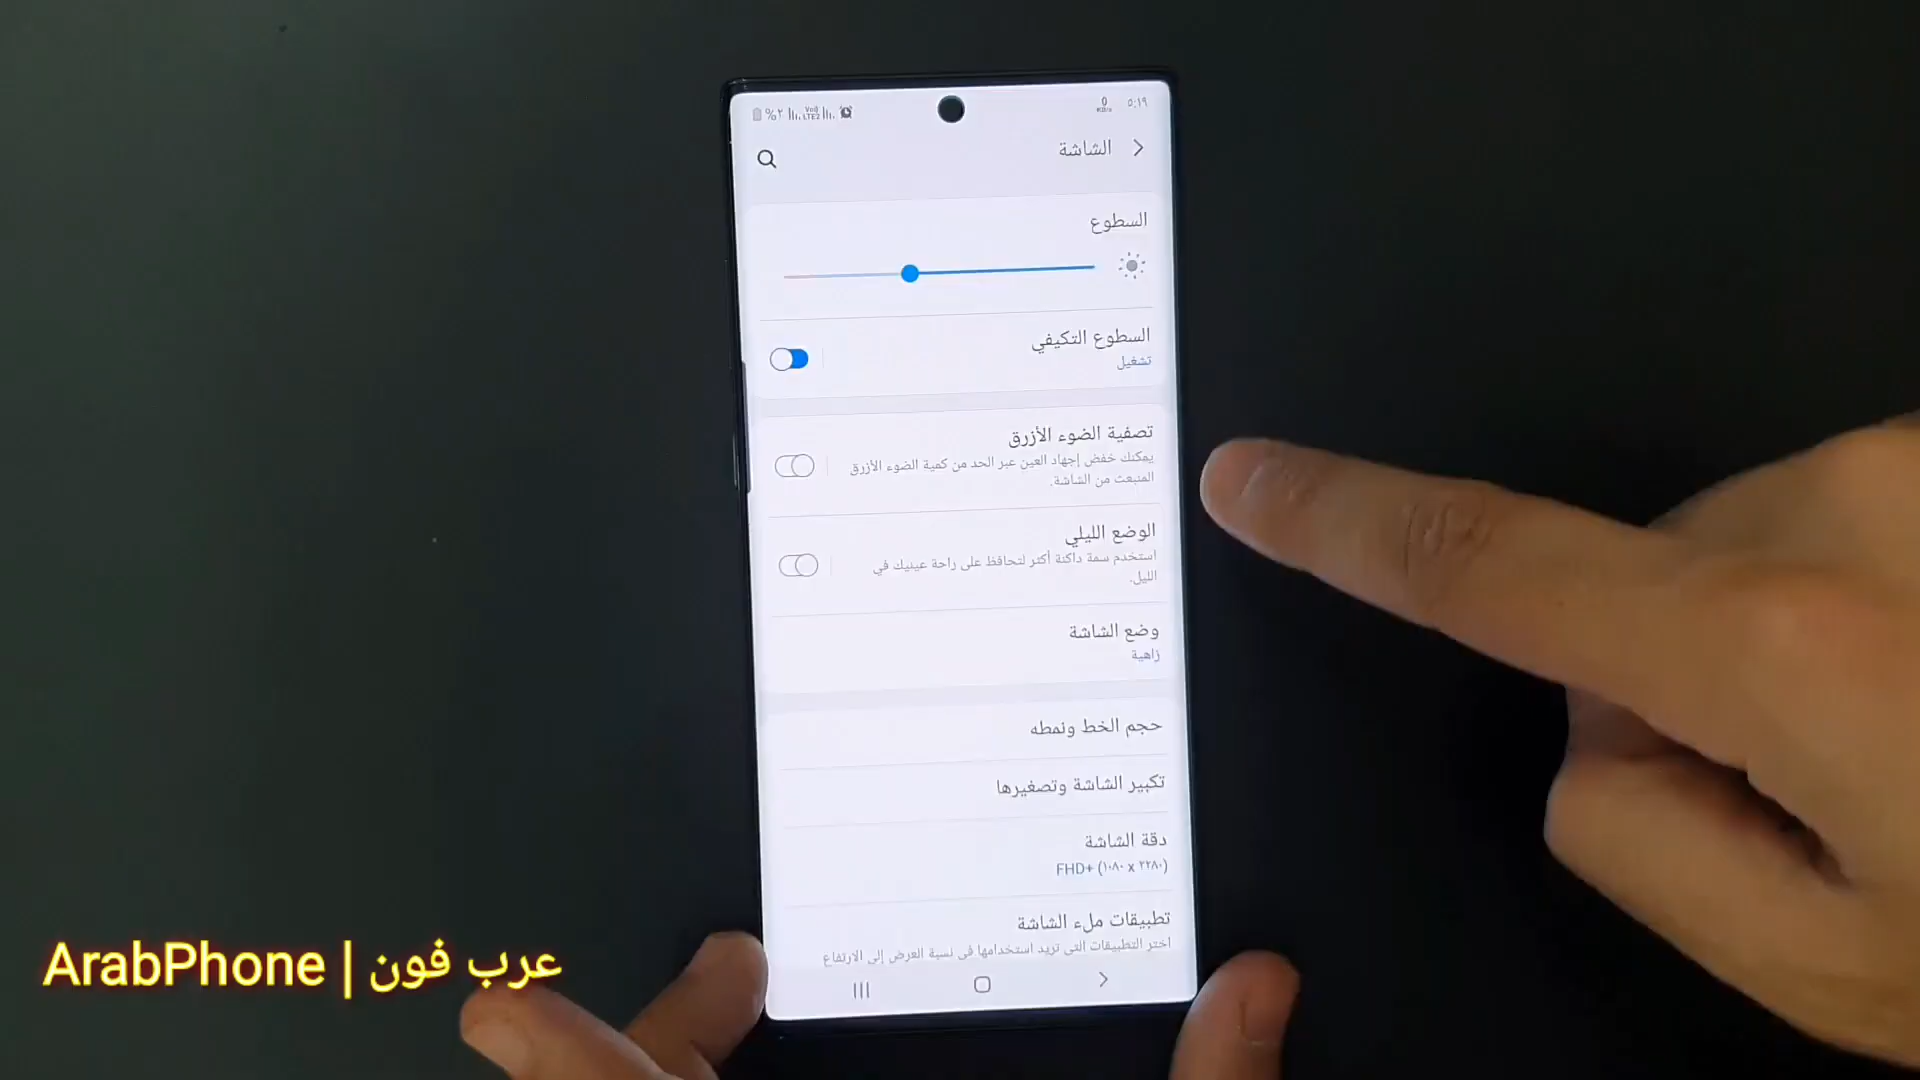 ٥:١٩
%٢
الشاشة
السطوع
السطوع التكيفي
تشغيل
تصفية الضوء الأزرق
يمكنك خفض إجهاد العين عبر الحد من كمية الضوء الأزرق
المنبعث من الشاشة.
الوضع الليلي
استخدم سمة داكنة أكثر لتحافظ على راحة عينيك في
الليل.
وضع الشاشة
زاهية
حجم الخط ونمطه
تكبير الشاشة وتصغيرها
دقة الشاشة
FHD+ (١٠٨٠ x ٢٢٨٠)
تطبيقات ملء الشاشة
اختر التطبيقات التي تريد استخدامها في نسبة العرض إلى الارتفاع
ArabPhone | عرب فون